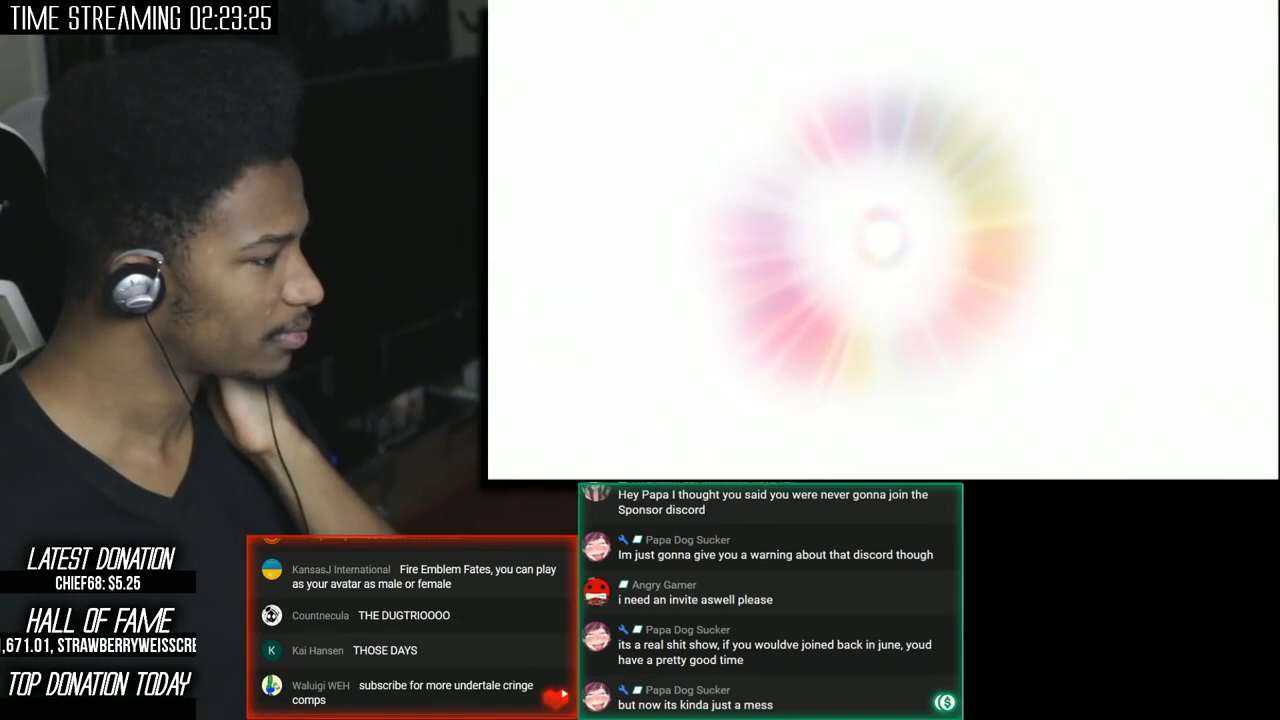 TIME STREAMING 02:23:25
LATEST DONATION
CHIEF68: $5.25
HALL OF FAME
,671.01, STRAWBERRYWEISSCRE
TOP DONATION TODAY
KansasJ International Fire Emblem Fates, you can play
as your avatar as male or female
Countnecula THE DUGTRIOOOO
K Kai Hansen THOSE DAYS
Waluigi WEH subscribe for more undertale cringe
comps
Hey Papa I thought you said you were never gonna join the
Sponsor discord
Papa Dog Sucker
Im just gonna give you a warning about that discord though
Angry Gamer
i need an invite aswell please
Papa Dog Sucker
its a real shit show, if you wouldve joined back in june, youd
have a pretty good time
Papa Dog Sucker
but now its kinda just a mess